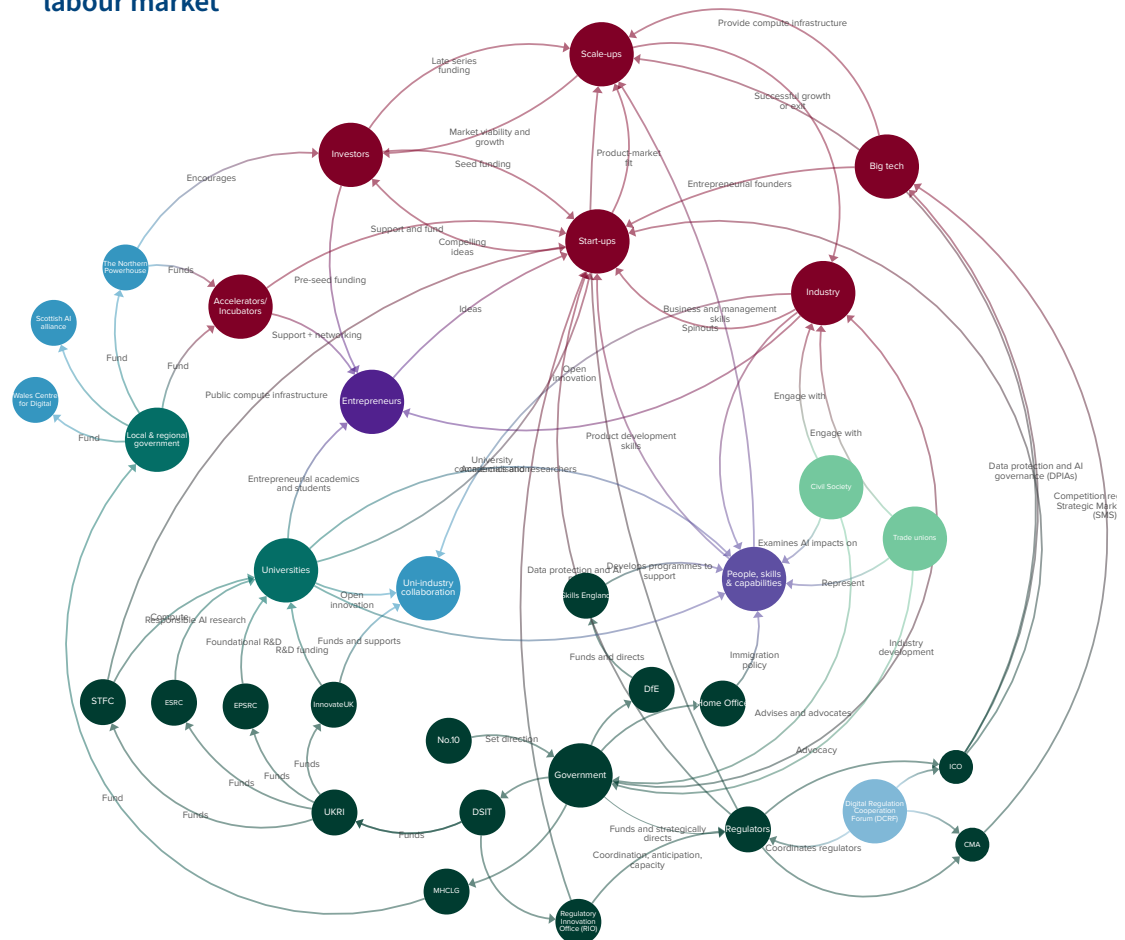 labour market
Provide compute infrastructure
Scale-ups
Late series
funding
Successful growth
or exit
Market viability and
growth
Investors
Seed funding
Product-market
fit
Big tech
Encourages
Entrepreneurial founders
Support and fund
Compelling
ideas
Start-ups
The Northern
Powerhouse
Funds
Pre-seed funding
Accelerators/
Incubators
Industry
Ideas
Business and management
skills
Spinouts
Scottish AI
alliance
Support + networking
Fund
Fund
Open
innovation
Public compute infrastructure
Entrepreneurs
Engage with
Wales Centre
for Digital
Local & regional
government
Fund
Product development
skills
Engage with
University
Entrepreneurial academics
and students
Data protection and AI
governance (DPIAs)
Civil Society
Competition re
Strategic Mark
(SMS)
Trade unions
Examines AI impacts on
Universities
Uni-industry
collaboration
Data protection and AI
Develops programmes to
support
People, skills
& capabilities
Represent
Skills England
Open
innovation
Compute
Responsible AI research
Foundational R&D
R&D funding
Funds and supports
Funds and directs
Immigration
policy
Industry
development
STFC
ESRC
EPSRC
InnovateUK
DfE
Home Office
Advises and advocates
No.10
Set direction
Advocacy
Government
ICO
Funds
Funds
Funds
Fund
Funds
UKRI
DSIT
Funds
Digital Regulation
Cooperation
Forum (DCRF)
Funds and strategically
directs
Regulators
Coordinates regulators
CMA
Coordination, anticipation,
capacity
MHCLG
Regulatory
Innovation
Office (RIO)